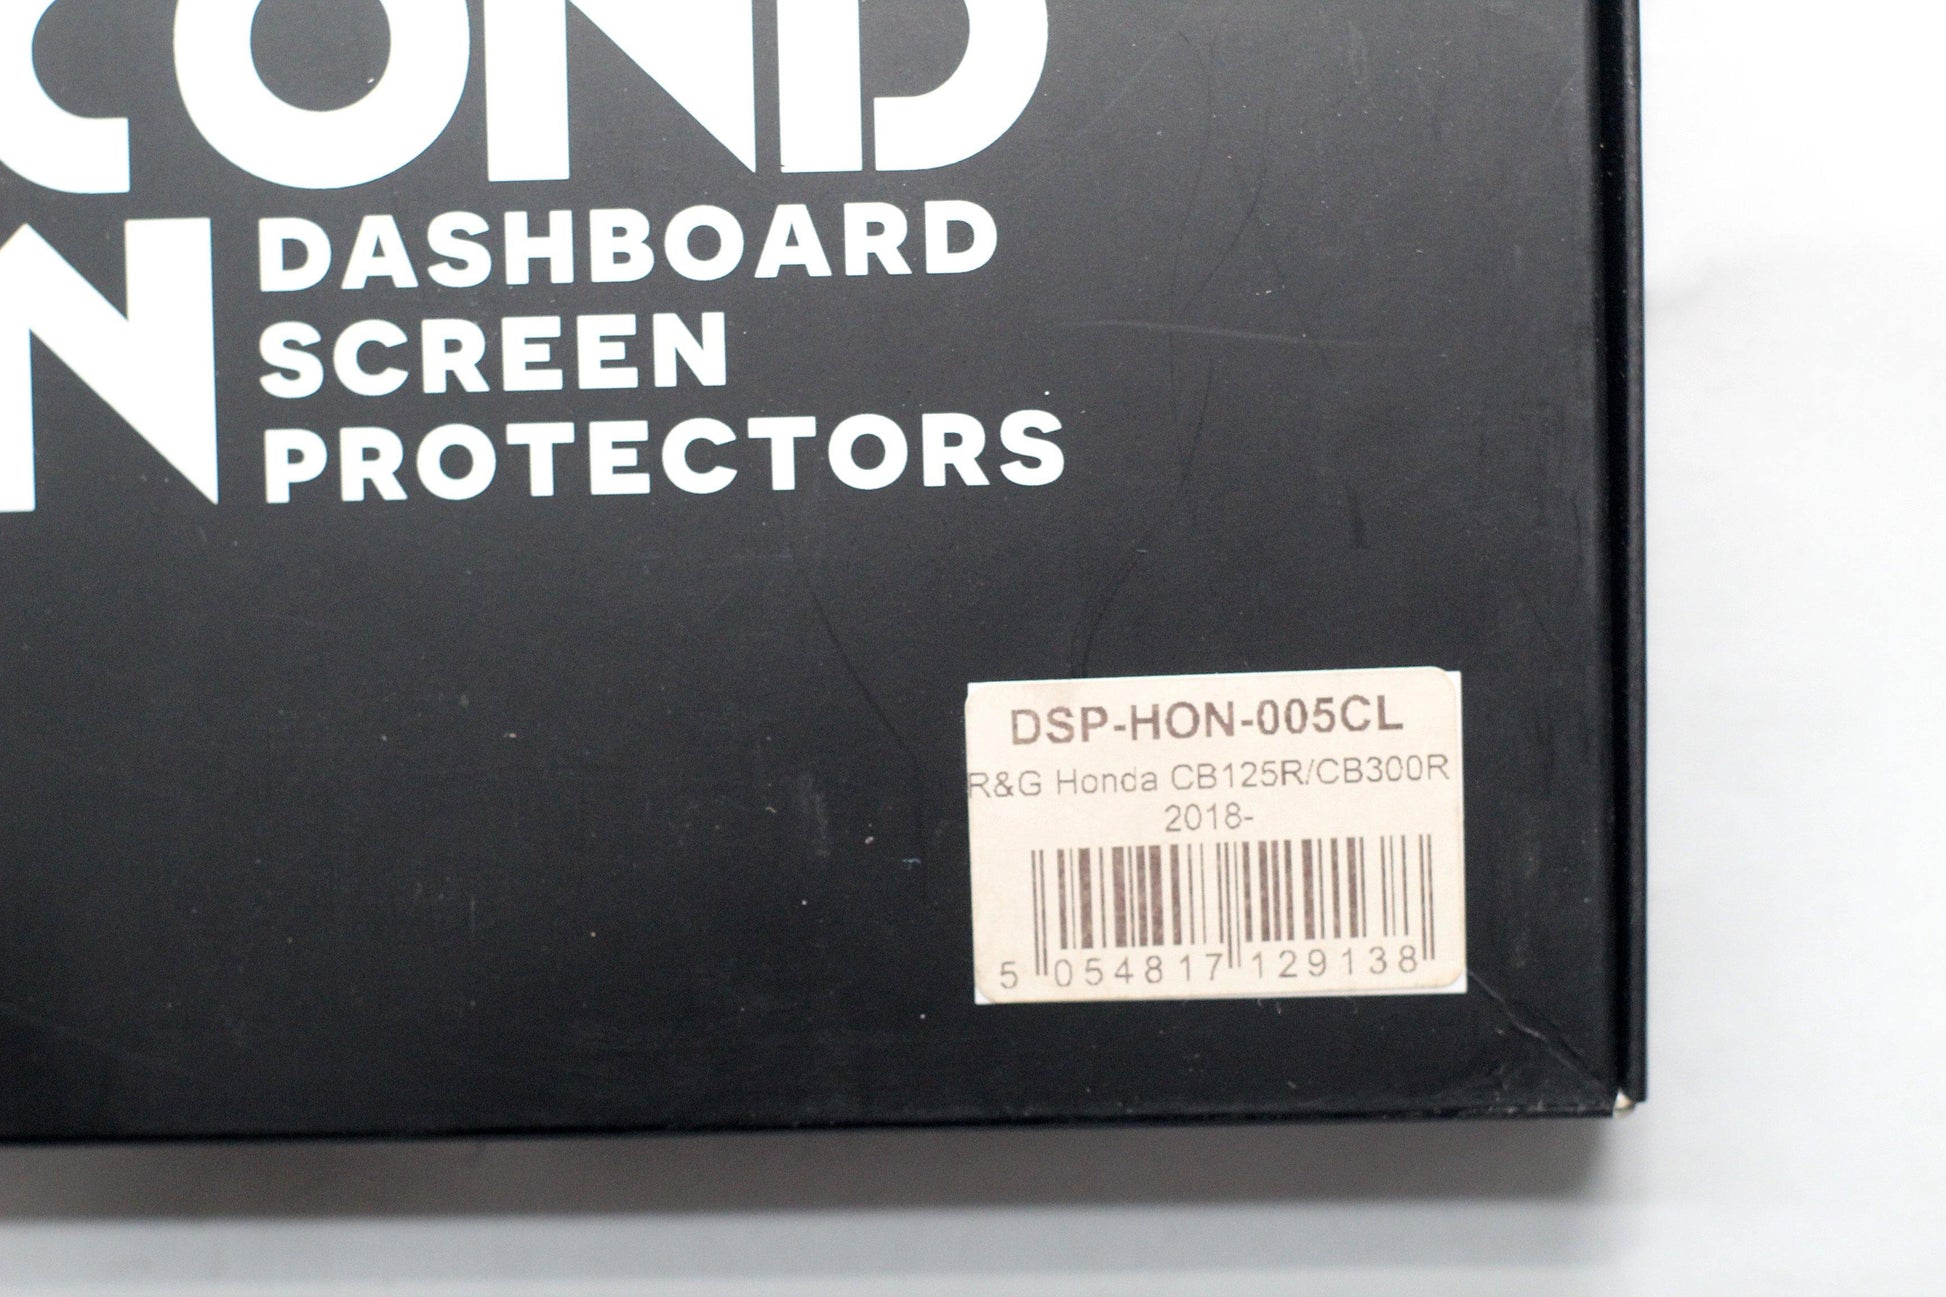 DASHBOARD
SCREEN
PROTECTORS
DSP-HON-005CL
R&G Honda CB125R/CB300R
2018-
5 054817 129138